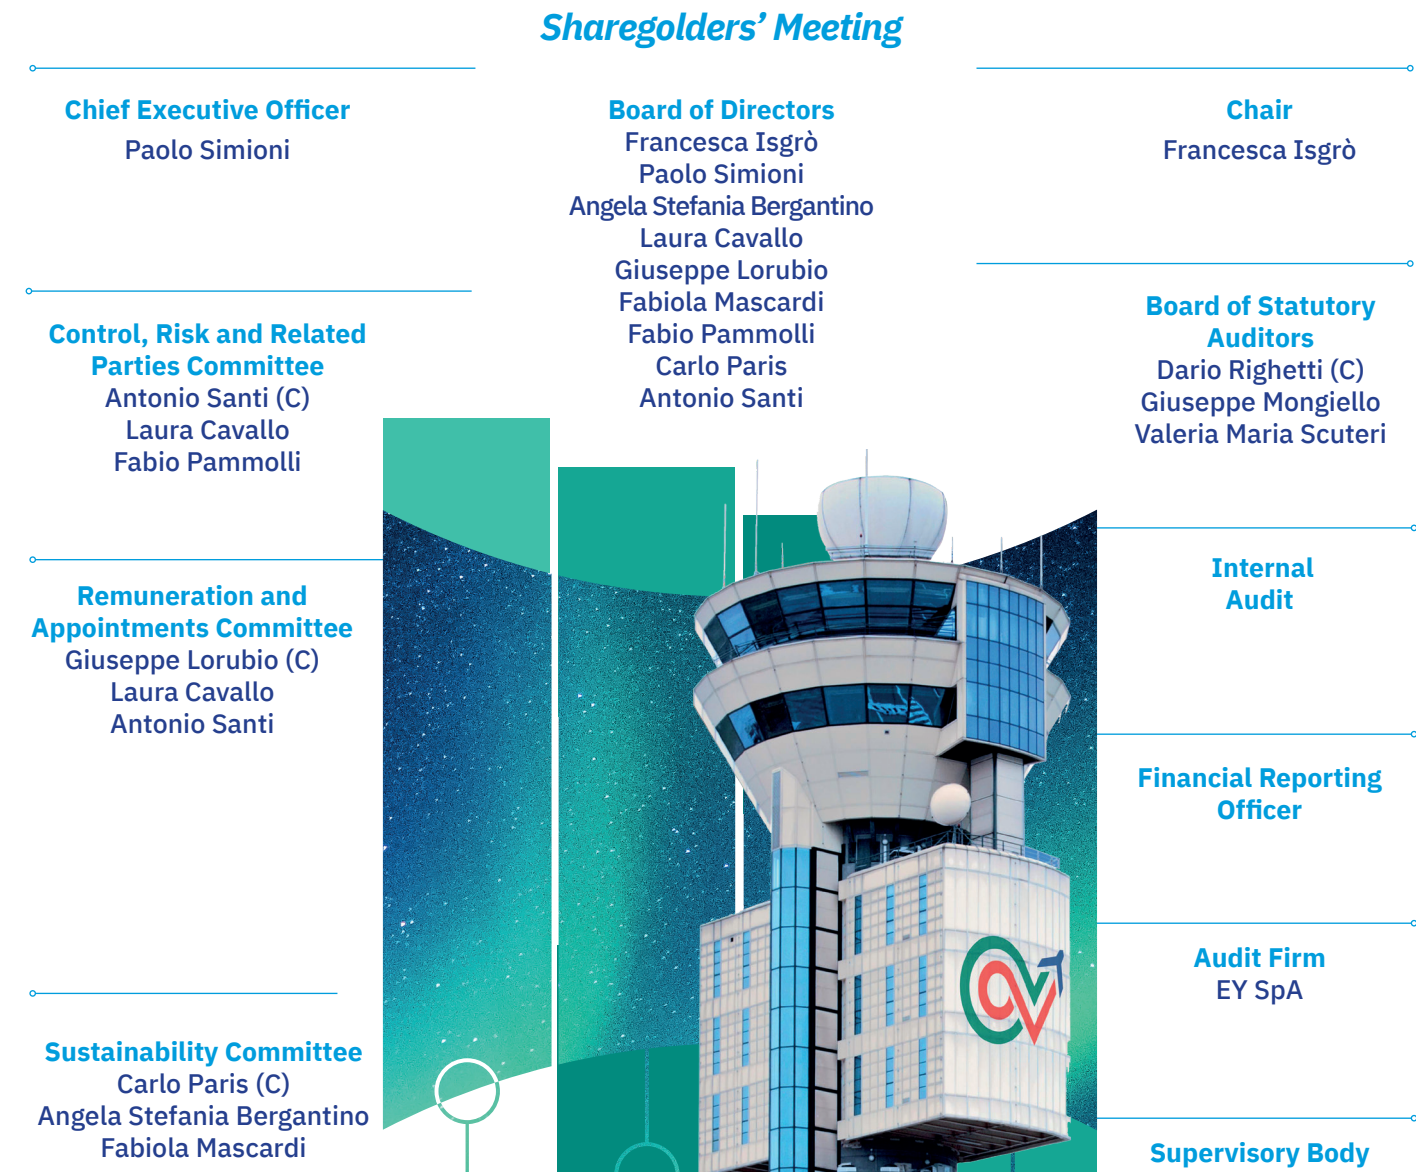 Sharegolders’ Meeting
Chief Executive Officer
Paolo Simioni
Board of Directors
Francesca Isgrò
Paolo Simioni
Angela Stefania Bergantino
Laura Cavallo
Giuseppe Lorubio
Fabiola Mascardi
Fabio Pammolli
Carlo Paris
Antonio Santi
Chair
Francesca Isgrò
Control, Risk and Related
Parties Committee
Antonio Santi (C)
Laura Cavallo
Fabio Pammolli
Board of Statutory
Auditors
Dario Righetti (C)
Giuseppe Mongiello
Valeria Maria Scuteri
Remuneration and
Appointments Committee
Giuseppe Lorubio (C)
Laura Cavallo
Antonio Santi
Internal
Audit
Financial Reporting
Officer
Audit Firm
EY SpA
Sustainability Committee
Carlo Paris (C)
Angela Stefania Bergantino
Fabiola Mascardi
Supervisory Body